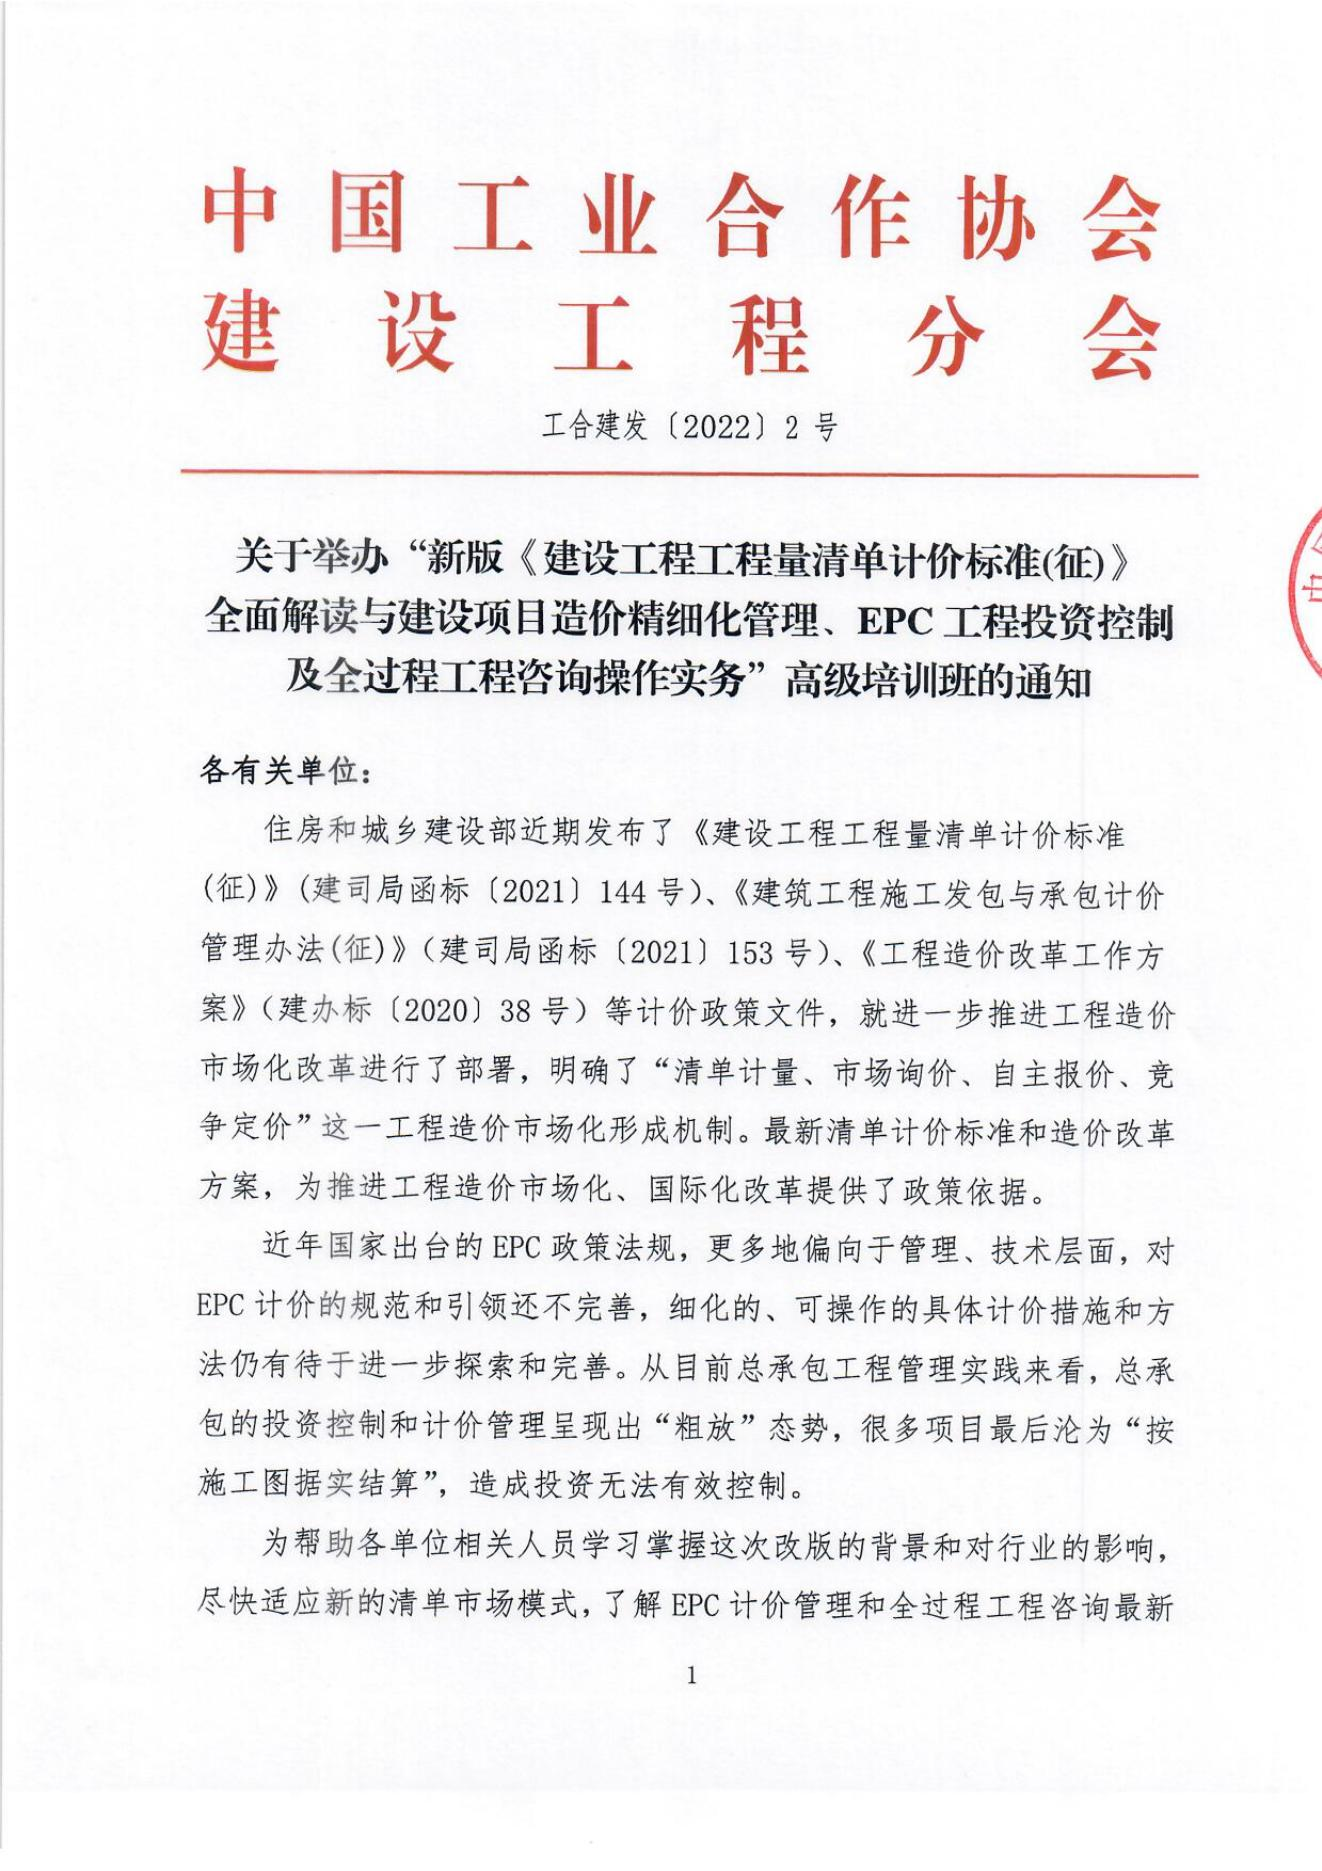 中国工业合作协会
建设工程分会
工合建发〔2022〕2 号
关于举办“新版《建设工程工程量清单计价标准(征)》
全面解读与建设项目造价精细化管理、EPC 工程投资控制
及全过程工程咨询操作实务”高级培训班的通知
各有关单位：
住房和城乡建设部近期发布了《建设工程工程量清单计价标准
(征)》(建司局函标〔2021〕144 号)、《建筑工程施工发包与承包计价
管理办法(征)》（建司局函标〔2021〕153 号)、《工程造价改革工作方
案》（建办标〔2020〕38 号）等计价政策文件，就进一步推进工程造价
市场化改革进行了部署，明确了“清单计量、市场询价、自主报价、竞
争定价”这一工程造价市场化形成机制。最新清单计价标准和造价改革
方案，为推进工程造价市场化、国际化改革提供了政策依据。
近年国家出台的 EPC 政策法规，更多地偏向于管理、技术层面，对
EPC 计价的规范和引领还不完善，细化的、可操作的具体计价措施和方
法仍有待于进一步探索和完善。从目前总承包工程管理实践来看，总承
包的投资控制和计价管理呈现出“粗放”态势，很多项目最后沦为“按
施工图据实结算”，造成投资无法有效控制。
为帮助各单位相关人员学习掌握这次改版的背景和对行业的影响，
尽快适应新的清单市场模式，了解 EPC 计价管理和全过程工程咨询最新
1